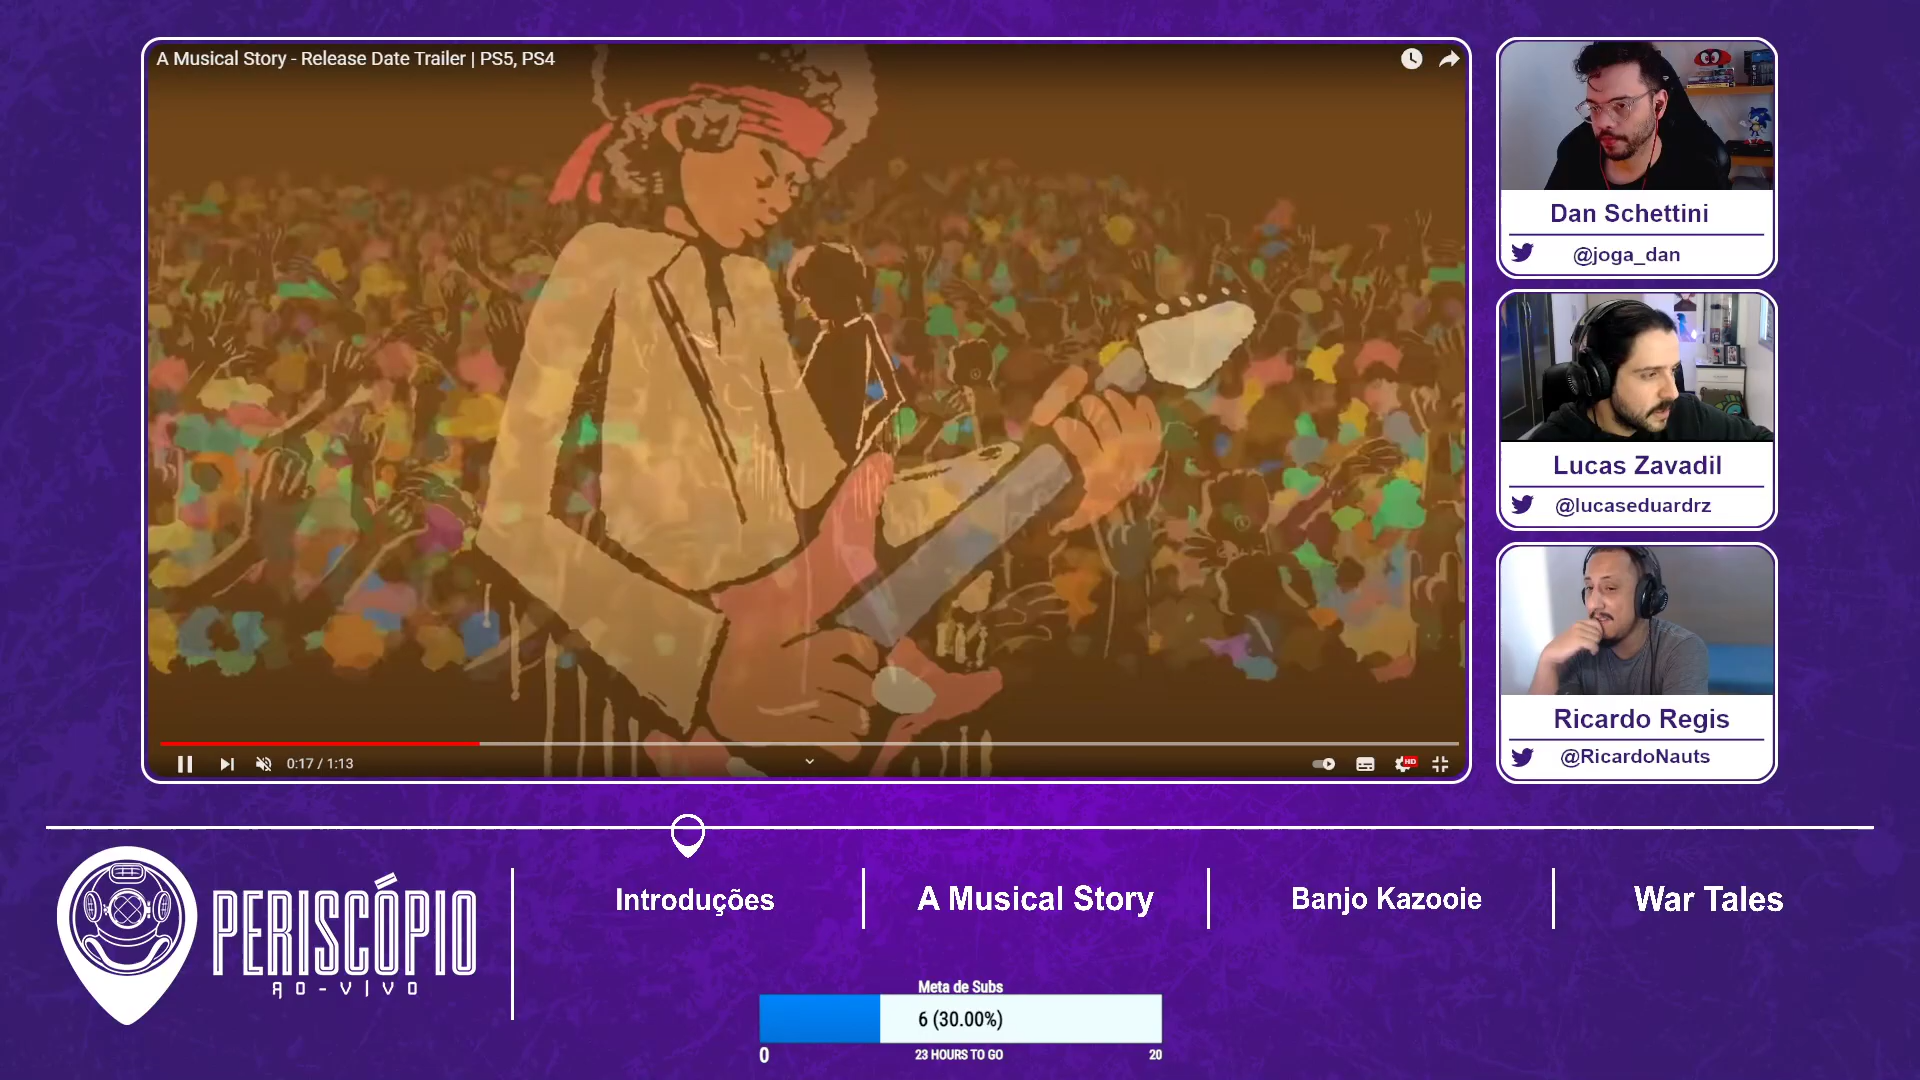 A Musical Story - Release Date Trailer | PS5, PS4
0:17 / 1:13
HD
Dan Schettini
@joga_dan
Lucas Zavadil
@lucaseduardrz
Ricardo Regis
@RicardoNauts
PERISCÓPIO
AO-VIVO
Introduções
A Musical Story
Banjo Kazooie
War Tales
Meta de Subs
6 (30.00%)
0
23 HOURS TO GO
20